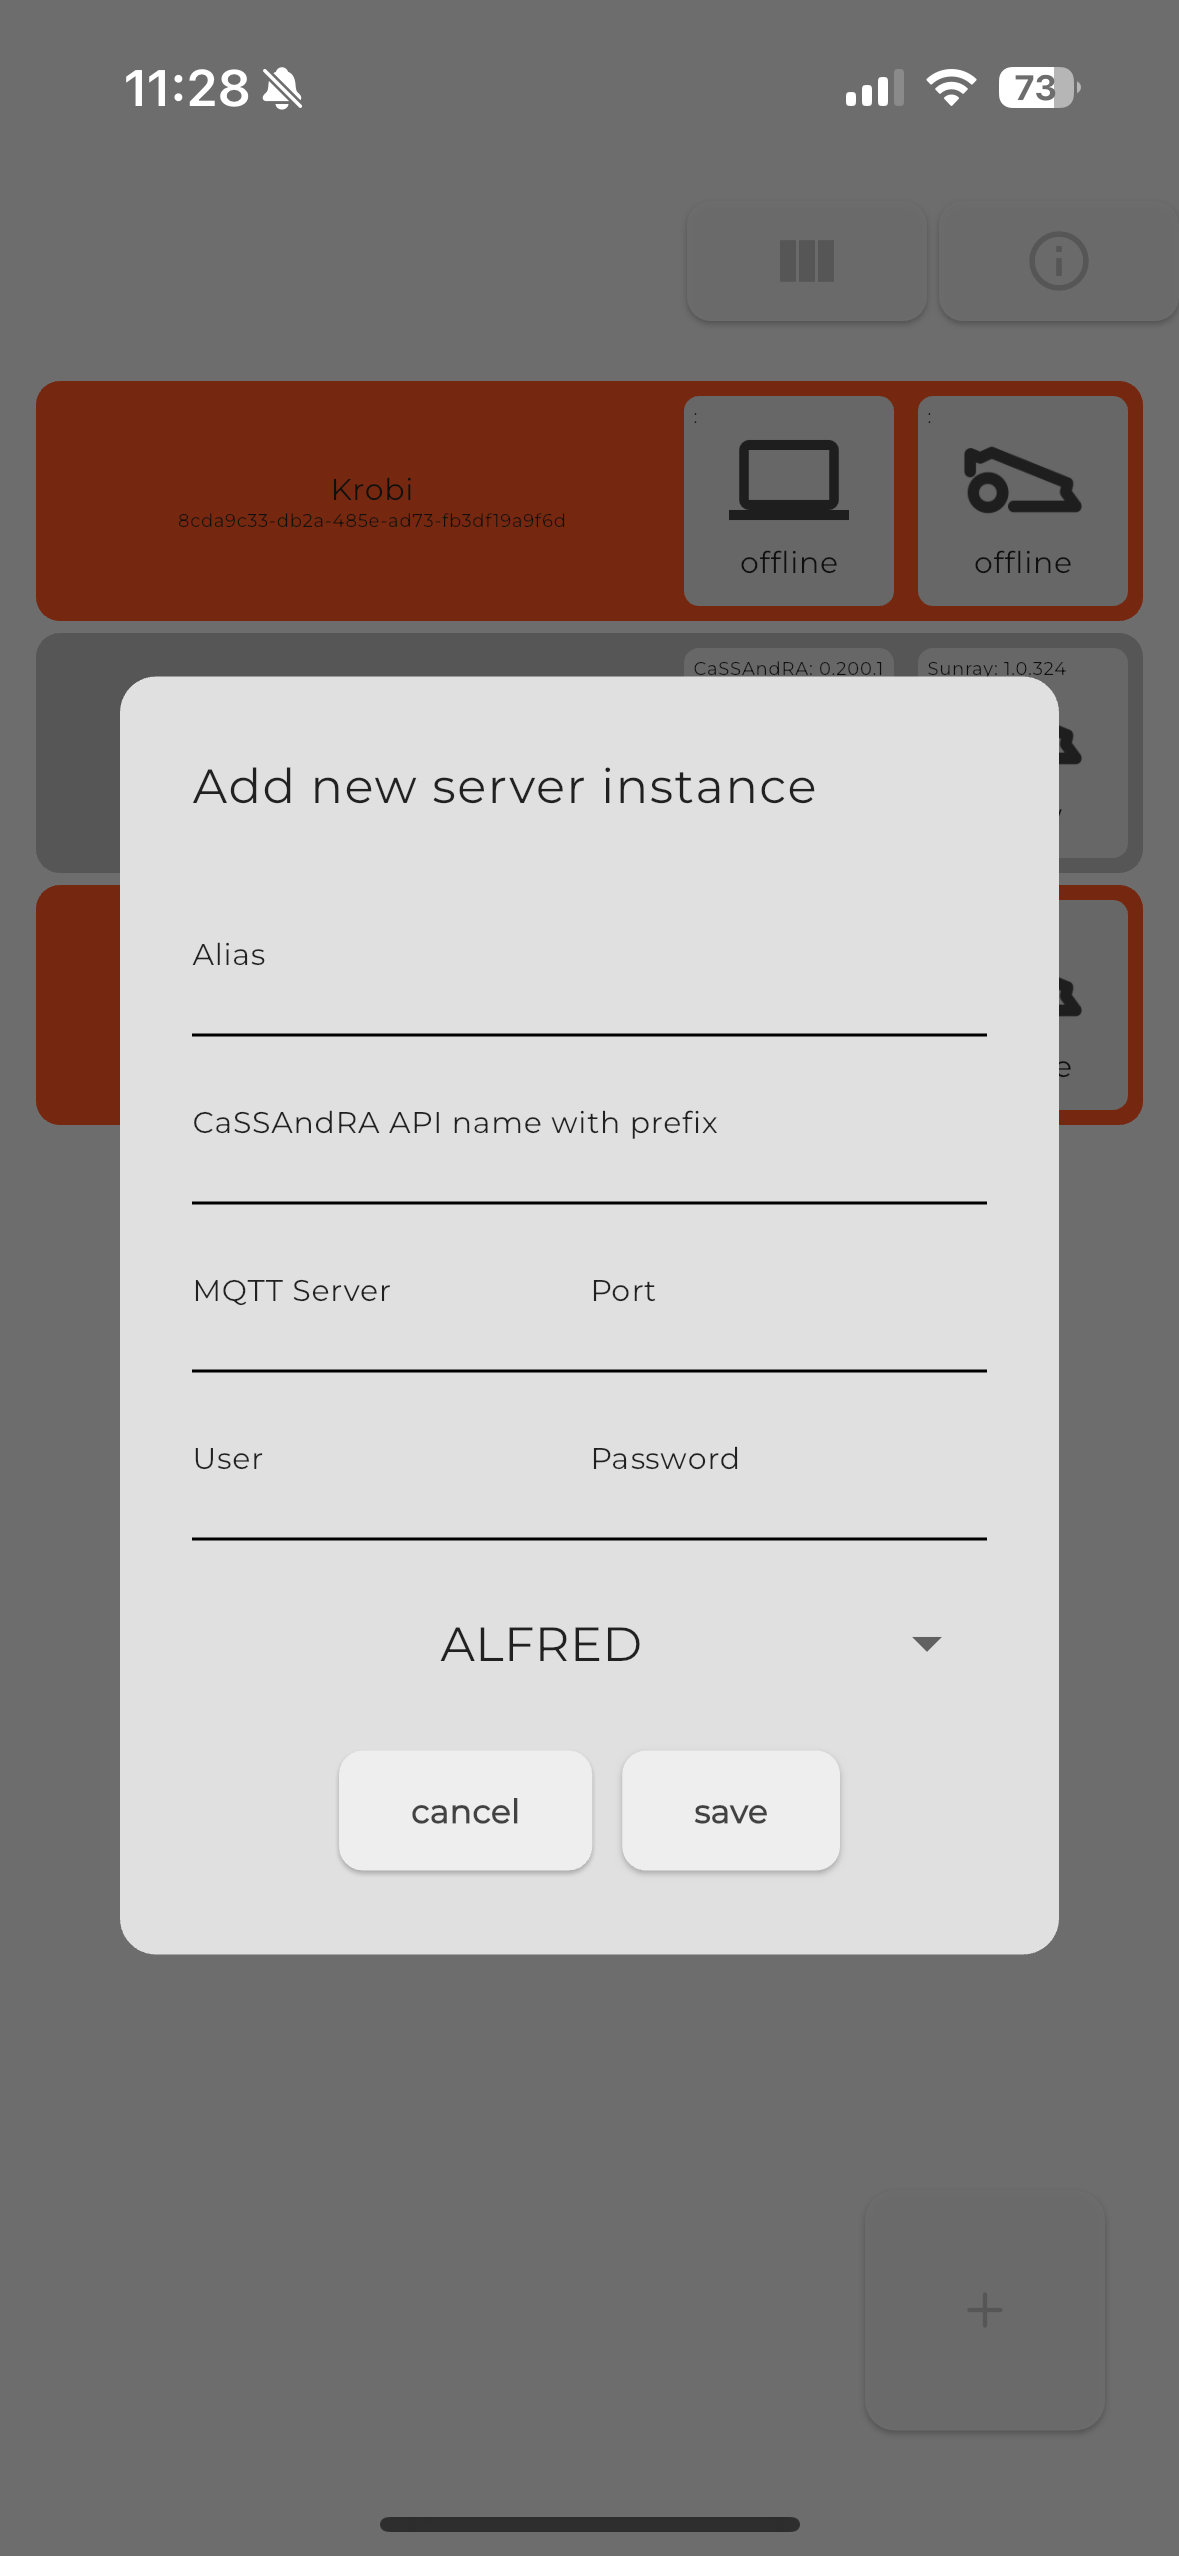 11:28
73
:
:
Krobi
8cda9c33-db2a-485e-ad73-fb3df19a9f6d
offline
offline
CaSSAndRA: 0.200.1
Sunray: 1.0.324
Add new server instance
Alias
CaSSAndRA API name with prefix
MQTT Server
Port
User
Password
ALFRED
cancel
save